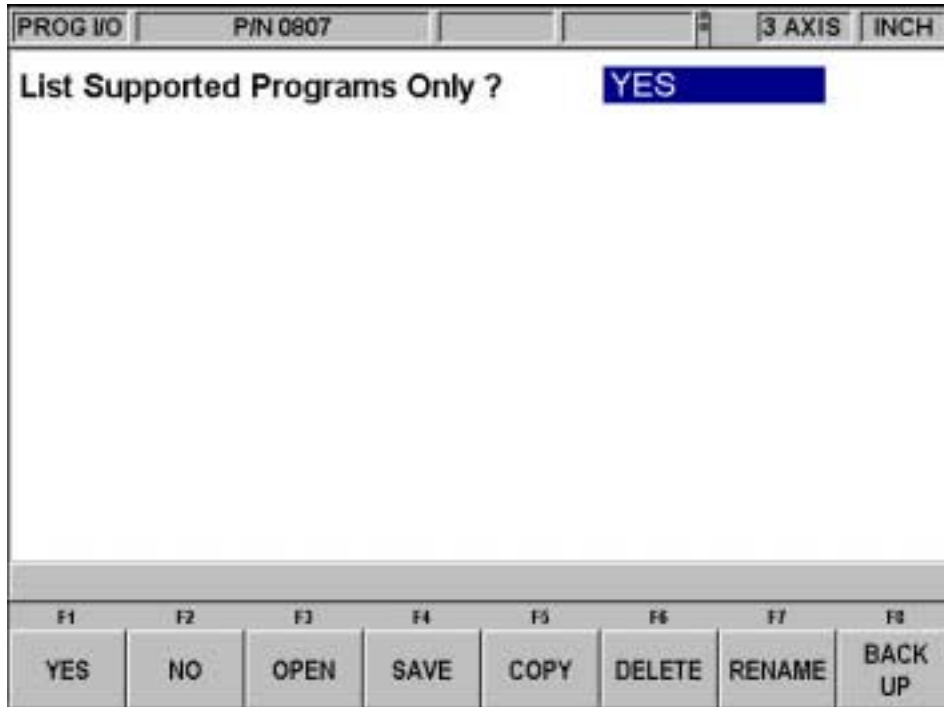 PROG I/O P/N 0807 3 AXIS INCH
List Supported Programs Only ? YES
F1 F2 F3 F4 F5 F6 F7 F8
YES NO OPEN SAVE COPY DELETE RENAME BACK
UP